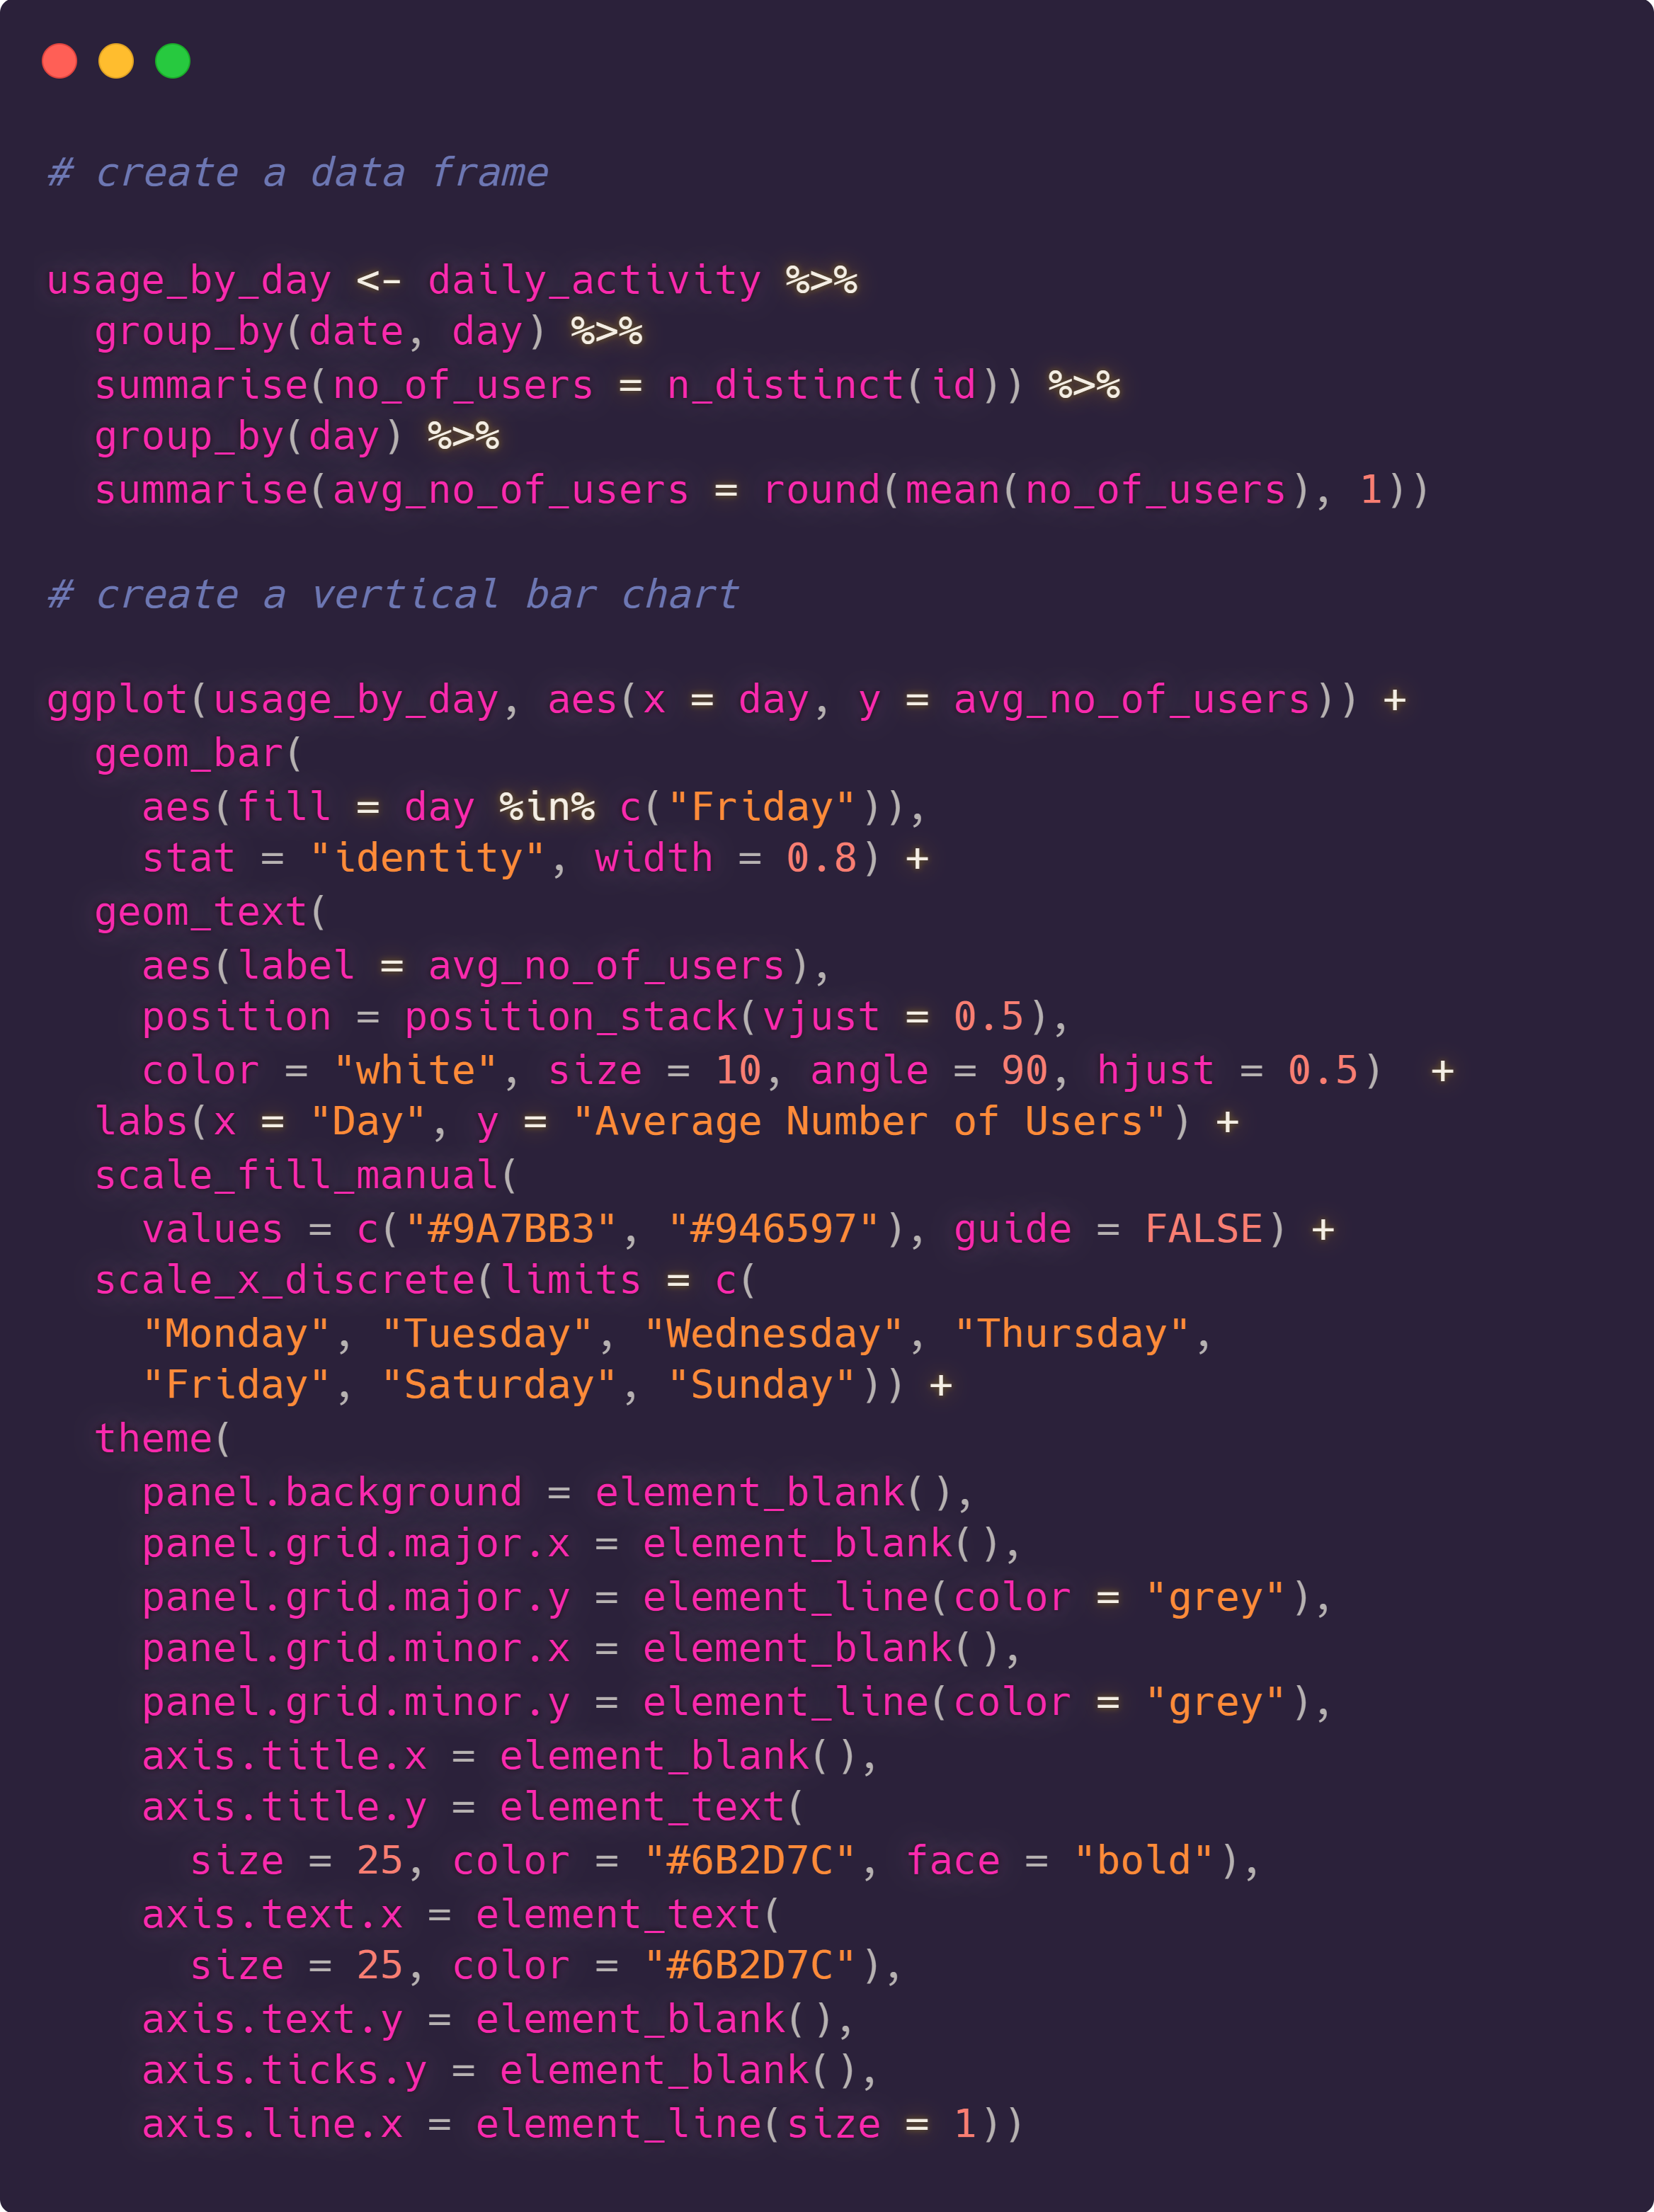 # create a data frame

usage_by_day <- daily_activity %>%
  group_by(date, day) %>%
  summarise(no_of_users = n_distinct(id)) %>%
  group_by(day) %>%
  summarise(avg_no_of_users = round(mean(no_of_users), 1))

# create a vertical bar chart

ggplot(usage_by_day, aes(x = day, y = avg_no_of_users)) +
  geom_bar(
    aes(fill = day %in% c("Friday")),
    stat = "identity", width = 0.8) +
  geom_text(
    aes(label = avg_no_of_users),
    position = position_stack(vjust = 0.5),
    color = "white", size = 10, angle = 90, hjust = 0.5)  +
  labs(x = "Day", y = "Average Number of Users") +
  scale_fill_manual(
    values = c("#9A7BB3", "#946597"), guide = FALSE) +
  scale_x_discrete(limits = c(
    "Monday", "Tuesday", "Wednesday", "Thursday",
    "Friday", "Saturday", "Sunday")) +
  theme(
    panel.background = element_blank(),
    panel.grid.major.x = element_blank(),
    panel.grid.major.y = element_line(color = "grey"),
    panel.grid.minor.x = element_blank(),
    panel.grid.minor.y = element_line(color = "grey"),
    axis.title.x = element_blank(),
    axis.title.y = element_text(
      size = 25, color = "#6B2D7C", face = "bold"),
    axis.text.x = element_text(
      size = 25, color = "#6B2D7C"),
    axis.text.y = element_blank(),
    axis.ticks.y = element_blank(),
    axis.line.x = element_line(size = 1))